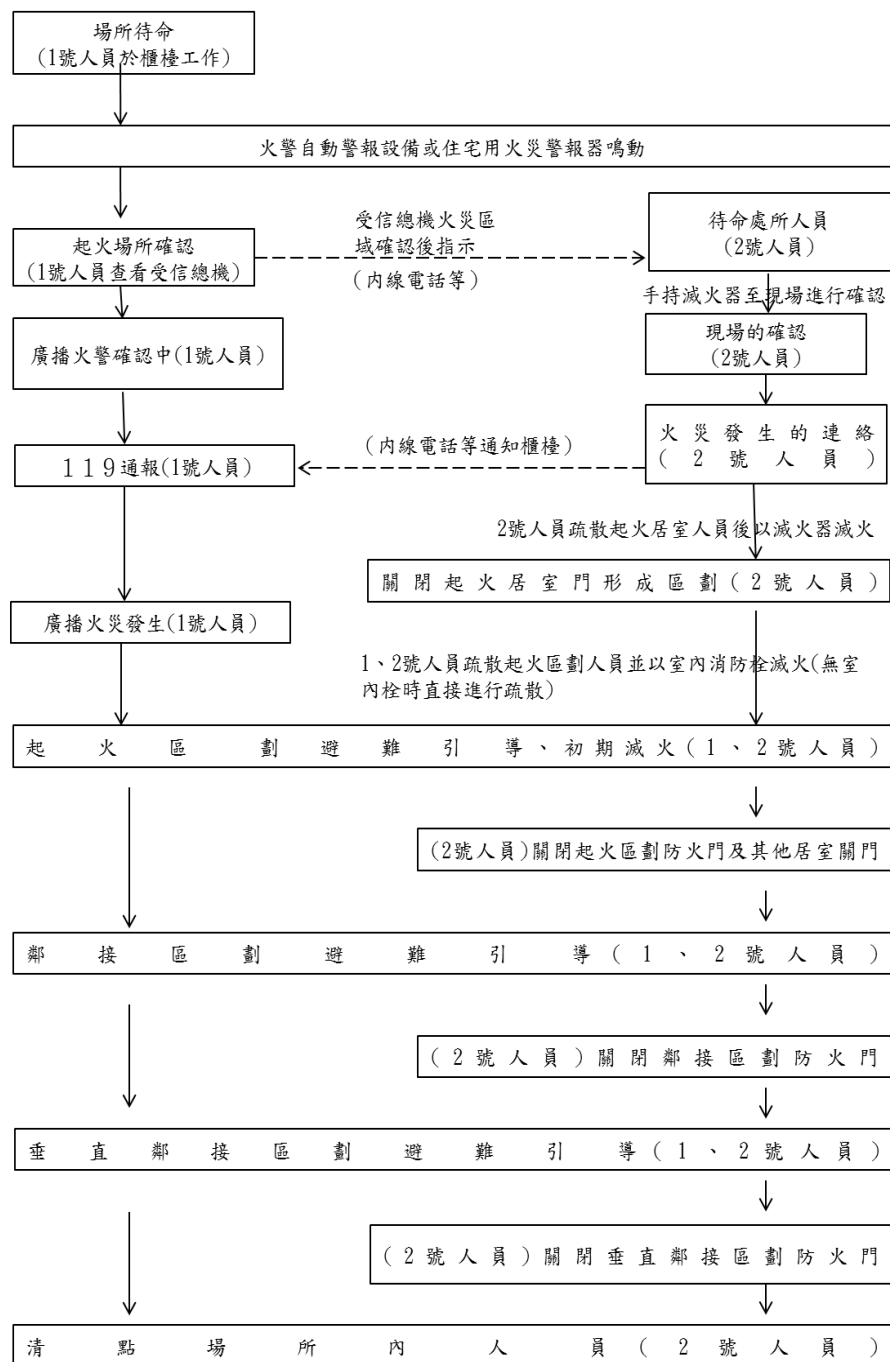 場所待命
(1號人員於櫃檯工作)
火警自動警報設備或住宅用火災警報器鳴動
受信總機火災區
域確認後指示
(內線電話等)
待命處所人員
(2號人員)
起火場所確認
(1號人員查看受信總機)
手持滅火器至現場進行確認
廣播火警確認中(1號人員)
現場的確認
(2號人員)
火災發生的連絡
(2號人員)
(內線電話等通知櫃檯)
119通報(1號人員)
2號人員疏散起火居室人員後以滅火器滅火
關閉起火居室門形成區劃(2號人員)
廣播火災發生(1號人員)
1、2號人員疏散起火區劃人員並以室內消防栓滅火(無室
內栓時直接進行疏散)
起火區劃避難引導、初期滅火(1、2號人員)
(2號人員)關閉起火區劃防火門及其他居室關門
鄰接區劃避難引導(1、2號人員)
(2號人員)關閉鄰接區劃防火門
垂直鄰接區劃避難引導(1、2號人員)
(2號人員)關閉垂直鄰接區劃防火門
清點場所內人員(2號人員)